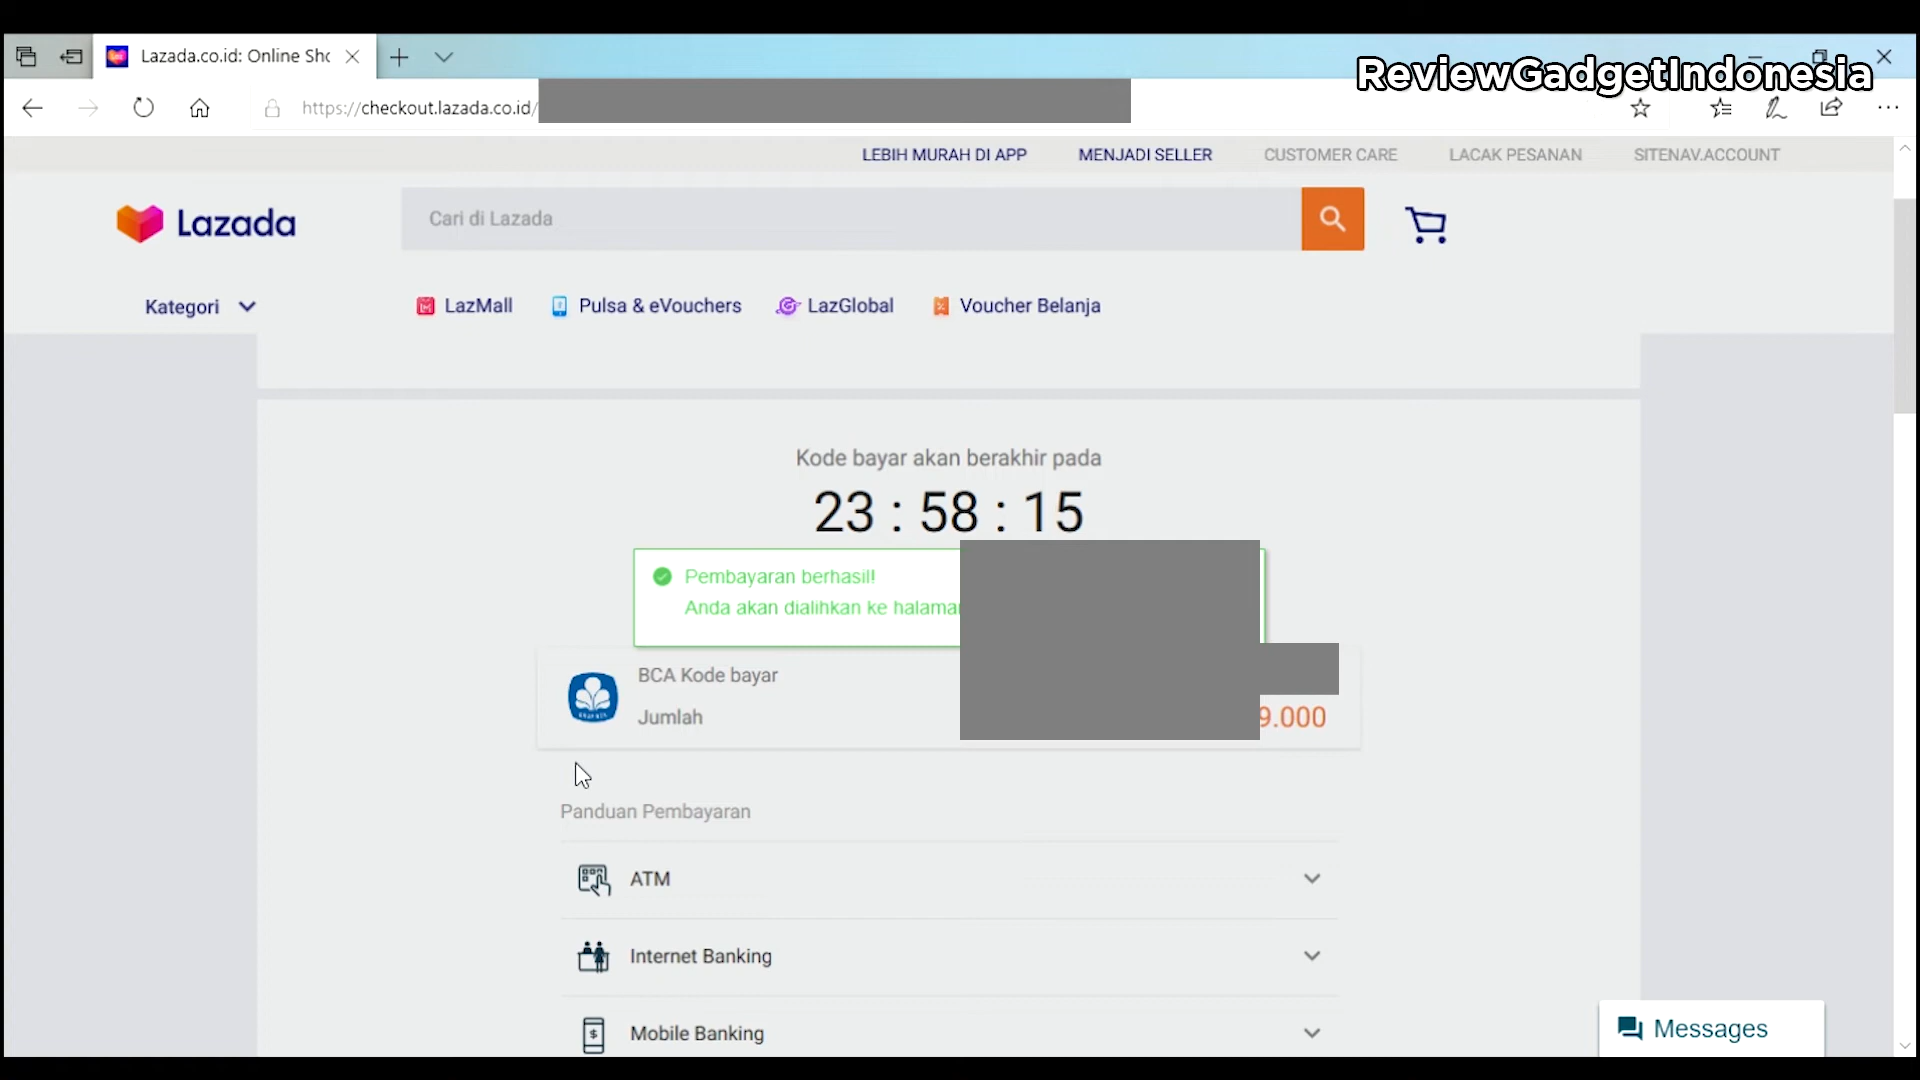 Lazada.co.id: Online Sho
ReviewGadgetIndonesia
https://checkout.lazada.co.id/
LEBIH MURAH DI APP MENJADI SELLER CUSTOMER CARE LACAK PESANAN SITENAV.ACCOUNT
Lazada
Cari di Lazada
Kategori LazMall Pulsa & eVouchers LazGlobal Voucher Belanja
Kode bayar akan berakhir pada
23 : 58 : 15
Pembayaran berhasil!
Anda akan dialihkan ke
BCA Kode bayar
Jumlah 9.000
Panduan Pembayaran
ATM
Internet Banking
Mobile Banking
Messages